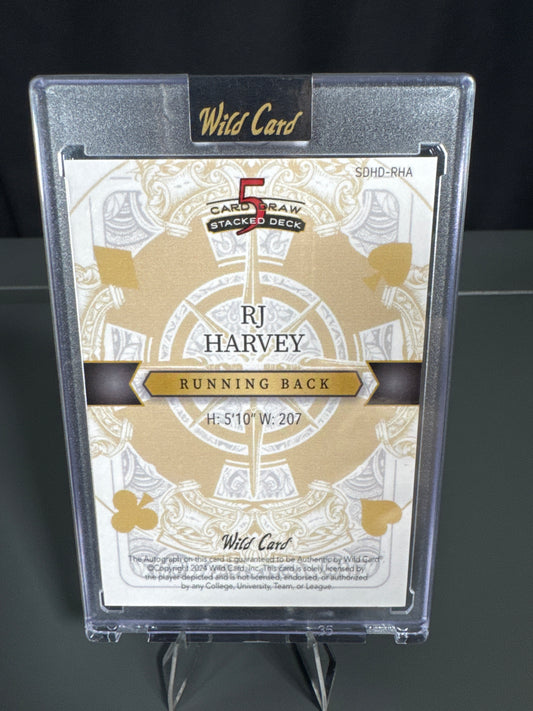 Wild Card
SDHD-RHA
5
CARD DRAW
STACKED DECK
RJ
HARVEY
RUNNING BACK
H: 5'10" W: 207
Wild Card
The Autograph on this card is guaranteed to be Authentic by Wild Card®.
©Copyright 2024 Wild Card, Inc. This card is solely licensed by
the player depicted and is not licensed, endorsed, or authorized
by any College, University, Team, or League.
35